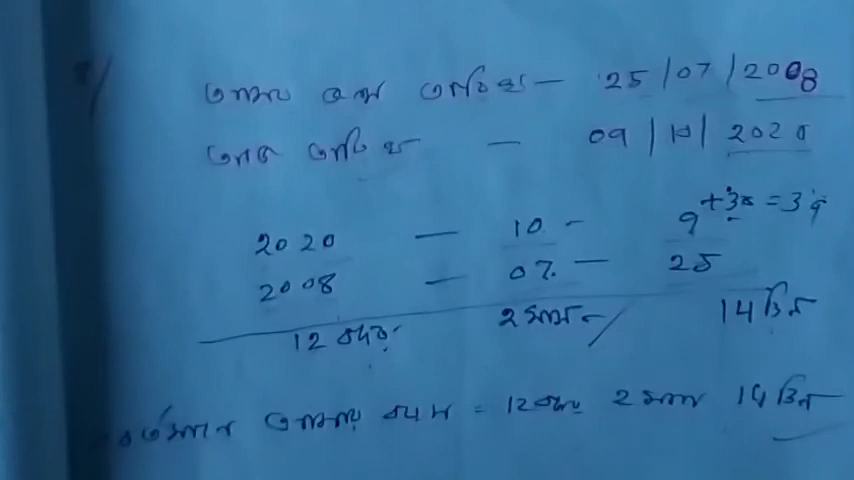 আমার জন্ম তারিখ — 25/07/2008
আজ তারিখ — 09/10/2020
2020 — 10 — 9 +30 = 39
2008 — 07 — 25
12 বছর 2 মাস 14 দিন
বর্তমানে আমার বয়স = 12 বছর 2 মাস 14 দিন